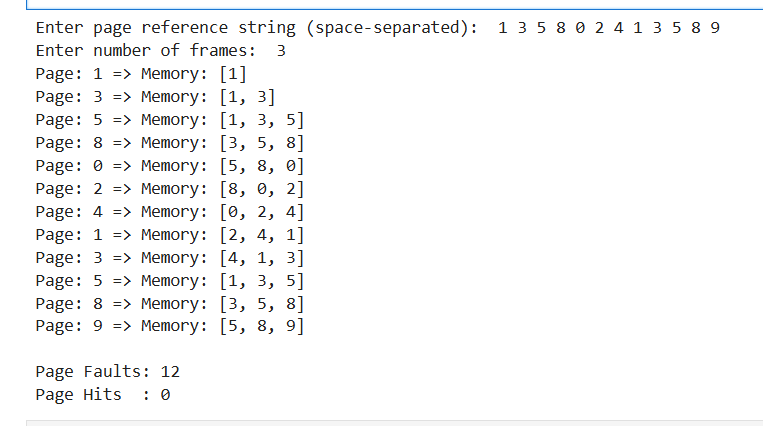 Enter page reference string (space-separated):  1 3 5 8 0 2 4 1 3 5 8 9
Enter number of frames:  3
Page: 1 => Memory: [1]
Page: 3 => Memory: [1, 3]
Page: 5 => Memory: [1, 3, 5]
Page: 8 => Memory: [3, 5, 8]
Page: 0 => Memory: [5, 8, 0]
Page: 2 => Memory: [8, 0, 2]
Page: 4 => Memory: [0, 2, 4]
Page: 1 => Memory: [2, 4, 1]
Page: 3 => Memory: [4, 1, 3]
Page: 5 => Memory: [1, 3, 5]
Page: 8 => Memory: [3, 5, 8]
Page: 9 => Memory: [5, 8, 9]
Page Faults: 12
Page Hits  : 0